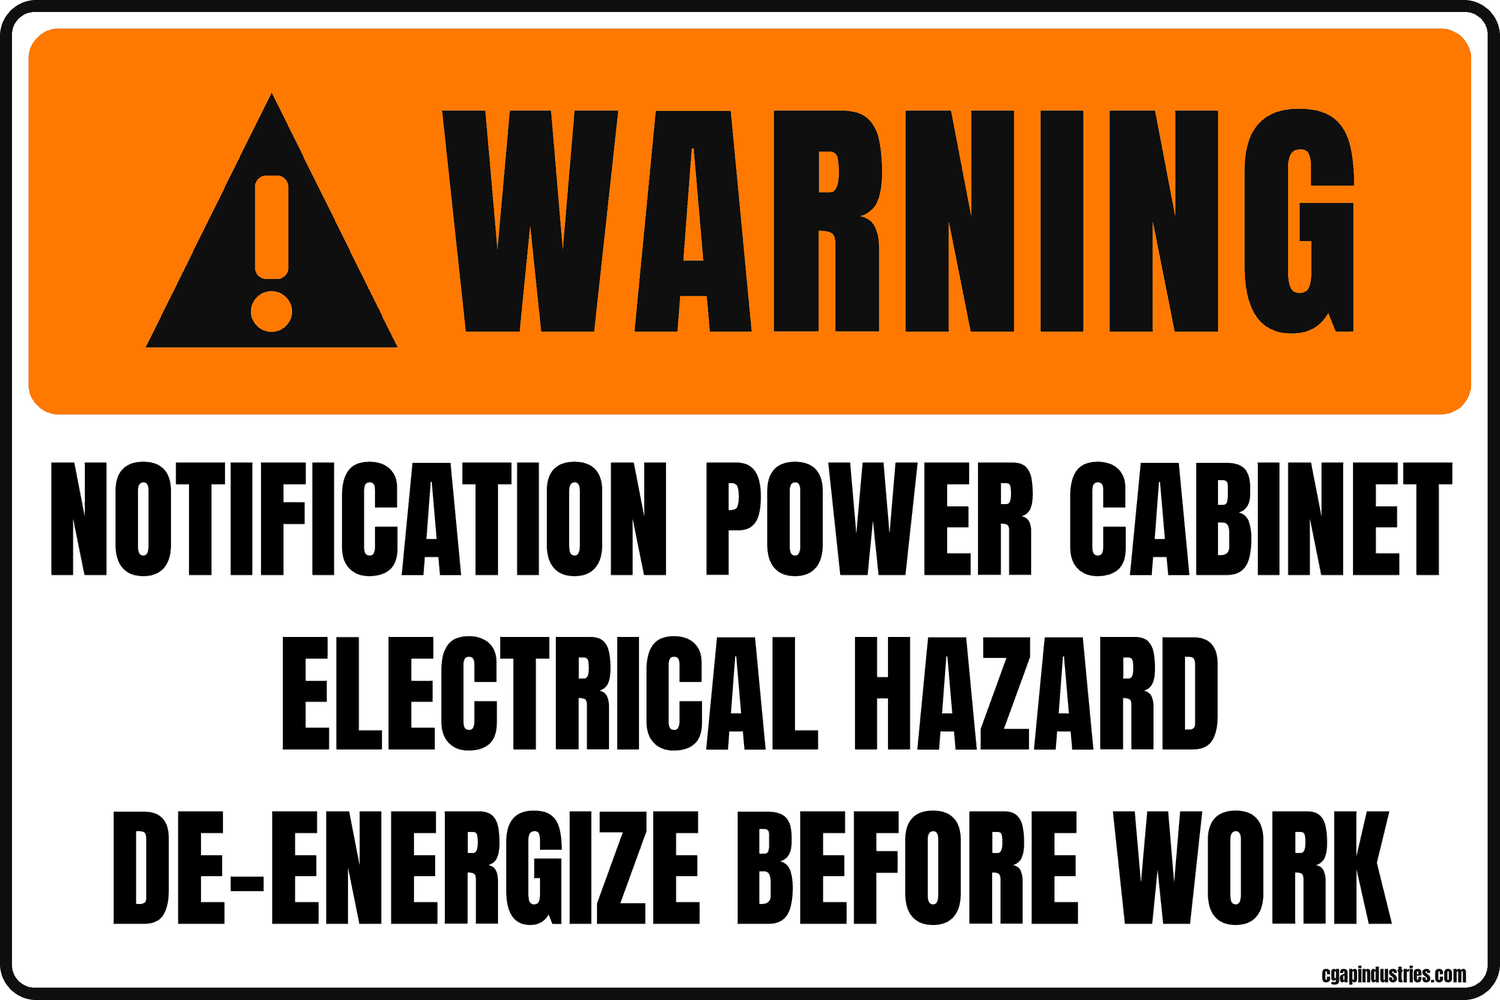 WARNING
NOTIFICATION POWER CABINET
ELECTRICAL HAZARD
DE-ENERGIZE BEFORE WORK
cgapindustries.com